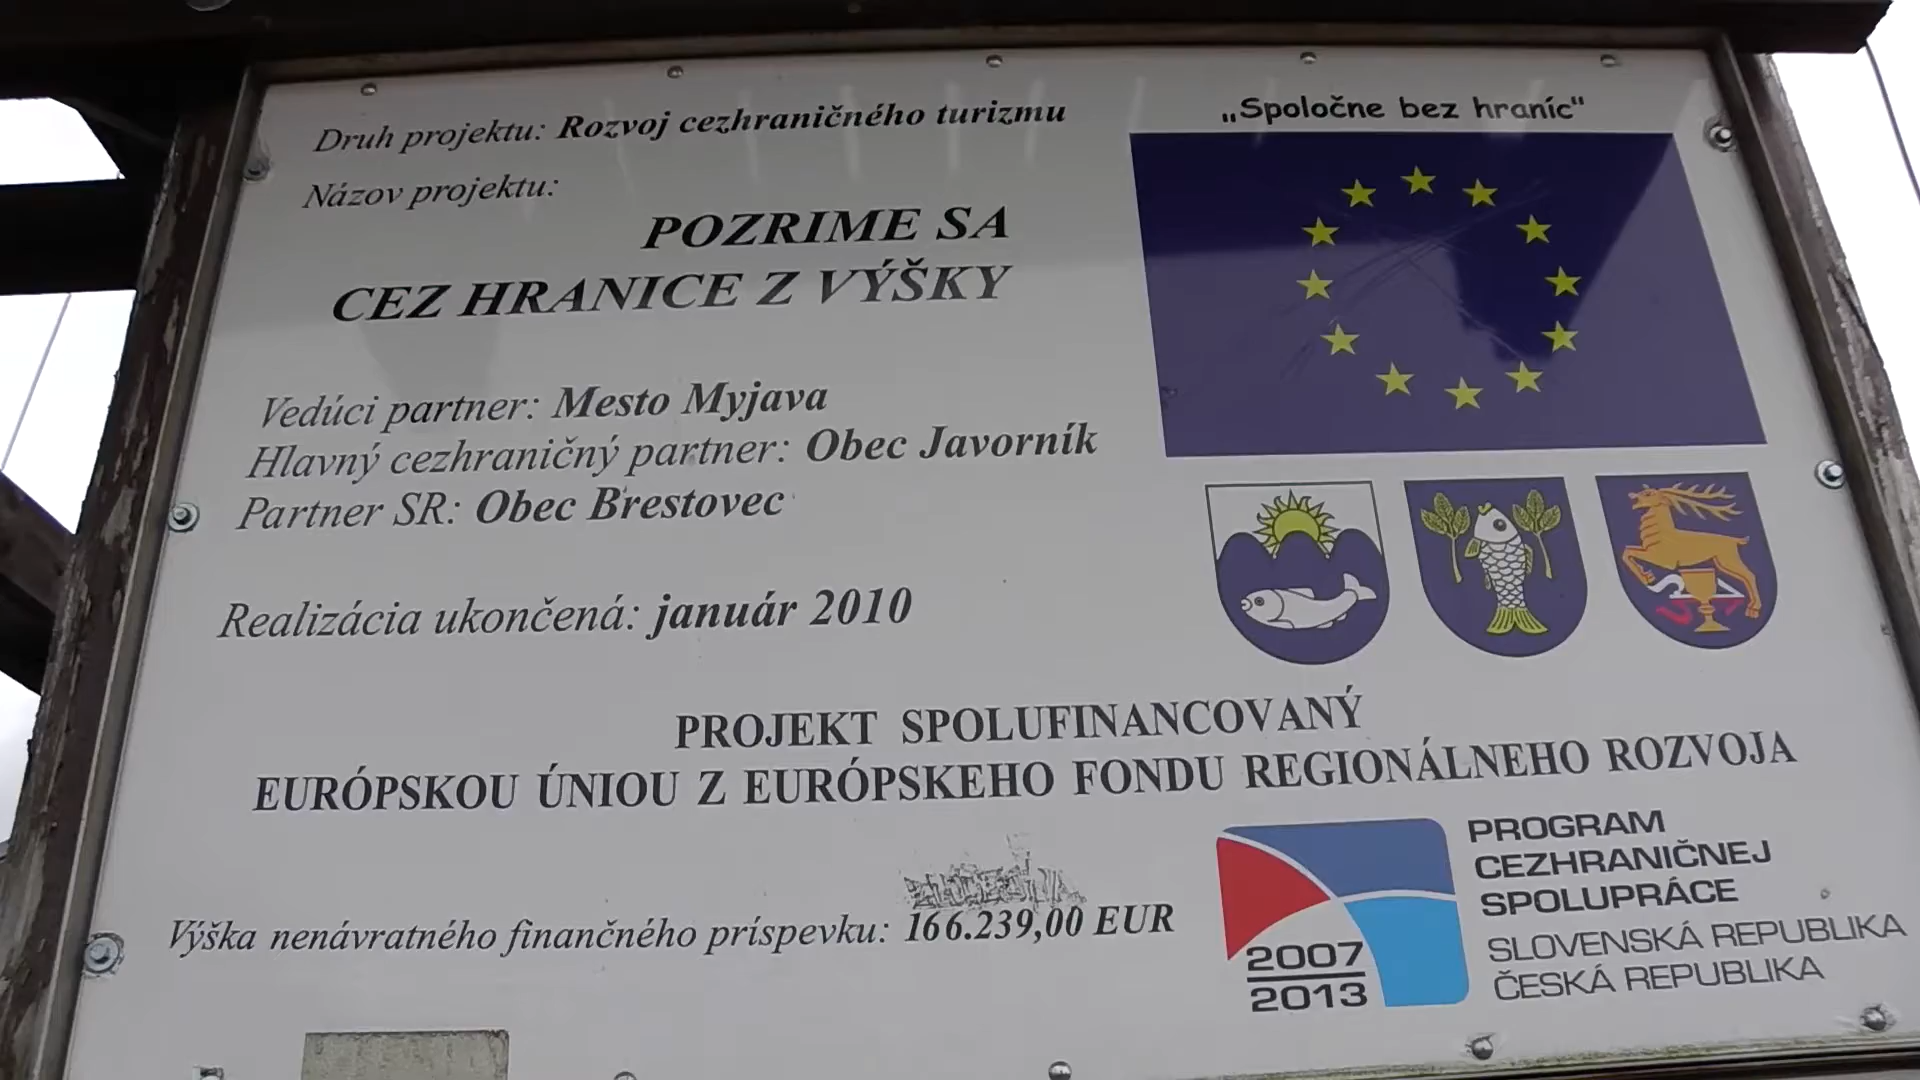 Druh projektu: Rozvoj cezhraničného turizmu
Názov projektu:
POZRIME SA
CEZ HRANICE Z VÝŠKY
Vedúci partner: Mesto Myjava
Hlavný cezhraničný partner: Obec Javorník
Partner SR: Obec Brestovec
Realizácia ukončená: január 2010
„Spoločne bez hraníc"
PROJEKT SPOLUFINANCOVANÝ
EURÓPSKOU ÚNIOU Z EURÓPSKEHO FONDU REGIONÁLNEHO ROZVOJA
Výška nenávratného finančného príspevku: 166.239,00 EUR
2007
2013
PROGRAM
CEZHRANIČNEJ
SPOLUPRÁCE
SLOVENSKÁ REPUBLIKA
ČESKÁ REPUBLIKA